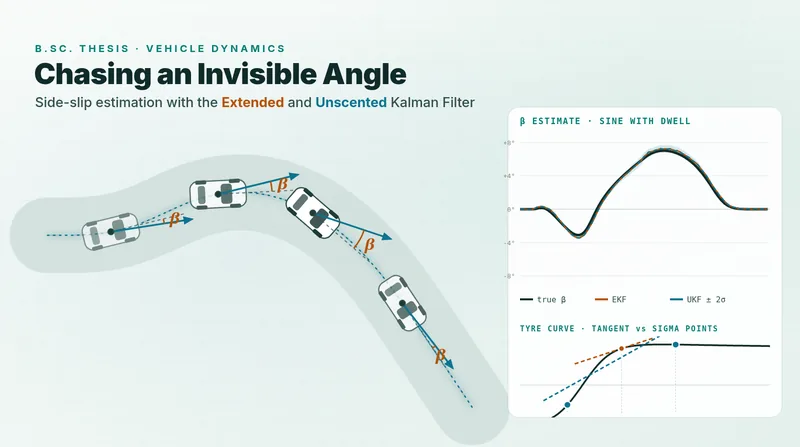 B.SC. THESIS · VEHICLE DYNAMICS
Chasing an Invisible Angle
Side-slip estimation with the Extended and Unscented Kalman Filter
β
β
β
β
β ESTIMATE · SINE WITH DWELL
+8°
+4°
0°
-4°
-8°
true β
EKF
UKF ± 2σ
TYRE CURVE · TANGENT vs SIGMA POINTS